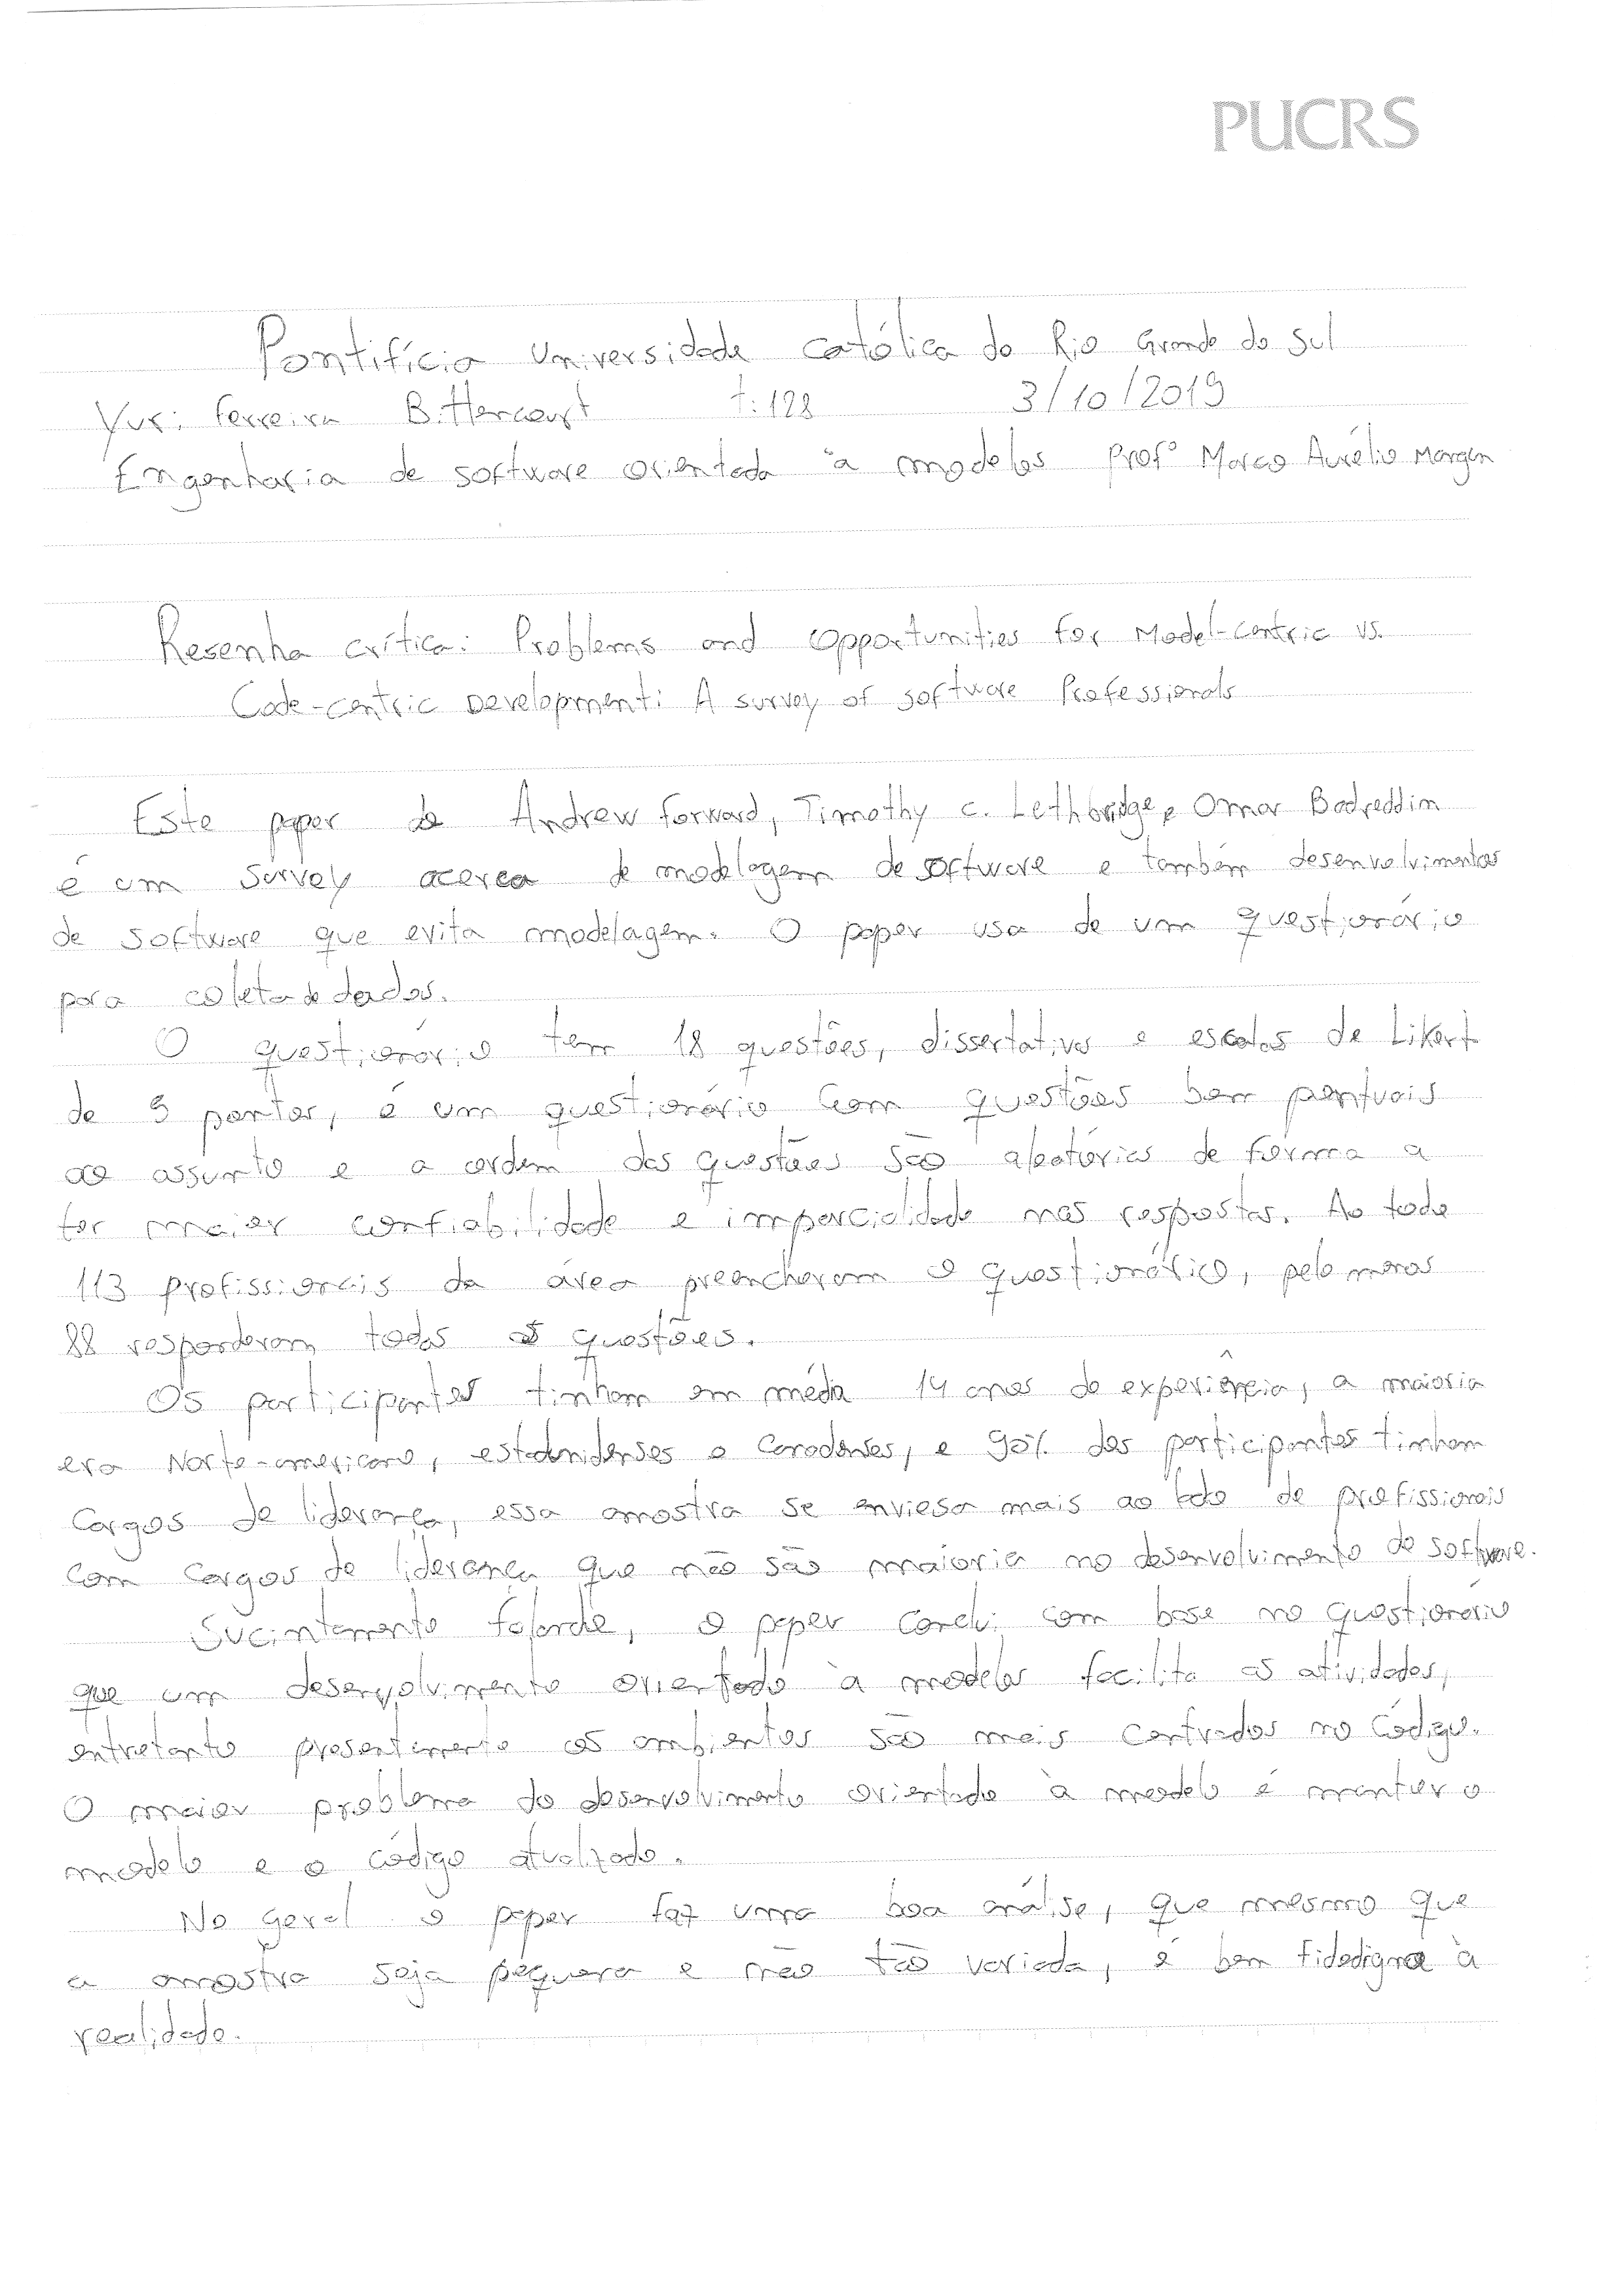 PUCRS
Pontifícia Universidade católica do Rio Grande do Sul
Yuri Ferreira Bittencourt t:128 3/10/2019
Engenharia de software orientada à modelos Profº Marco Aurélio Mangan
Resenha crítica: Problems and Opportunities for Model-Centric vs.
Code-centric Development: A survey of software Professionals
Este paper de Andrew Forward, Timothy C. Lethbridge, e Omar Badreddin
é um survey acerca de modelagem de software e também desenvolvimentos
de software que evita modelagem. O paper usa de um questionário
para coleta de dados.
O questionário tem 18 questões, dissertativas e escalas de Likert
de 5 pontos, é um questionário com questões bem pontuais
ao assunto e a ordem das questões são aleatórias de forma a
ter maior confiabilidade e imparcialidade nas respostas. Ao todo
113 profissionais da área preencheram o questionário, pelo menos
88 responderam todas as questões.
Os participantes tinham em média 14 anos de experiência, a maioria
era Norte-americano, estadunidenses e Canadenses, e 90% dos participantes tinham
Cargos de liderança, essa amostra se enviesa mais ao lado de profissionais
com cargos de liderança que não são maioria no desenvolvimento de software.
Sucintamente falando, o paper conclui com base no questionário
que um desenvolvimento orientado à modelos facilita as atividades,
entretanto presentemente os ambientes são mais centrados no código.
O maior problema do desenvolvimento orientado à modelo é manter o
modelo e o código atualizado.
No geral o paper faz uma boa análise, que mesmo que
a amostra seja pequena e não tão variada, é bem fidedigna à
realidade.